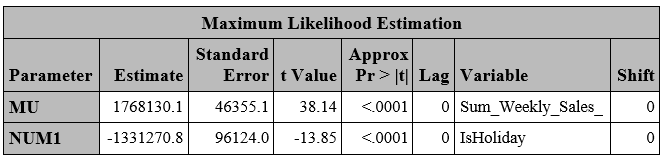 Maximum Likelihood Estimation
Parameter Estimate Standard Error t Value Approx Pr > |t| Lag Variable Shift
MU 1768130.1 46355.1 38.14 <.0001 0 Sum_Weekly_Sales_ 0
NUM1 -1331270.8 96124.0 -13.85 <.0001 0 IsHoliday 0